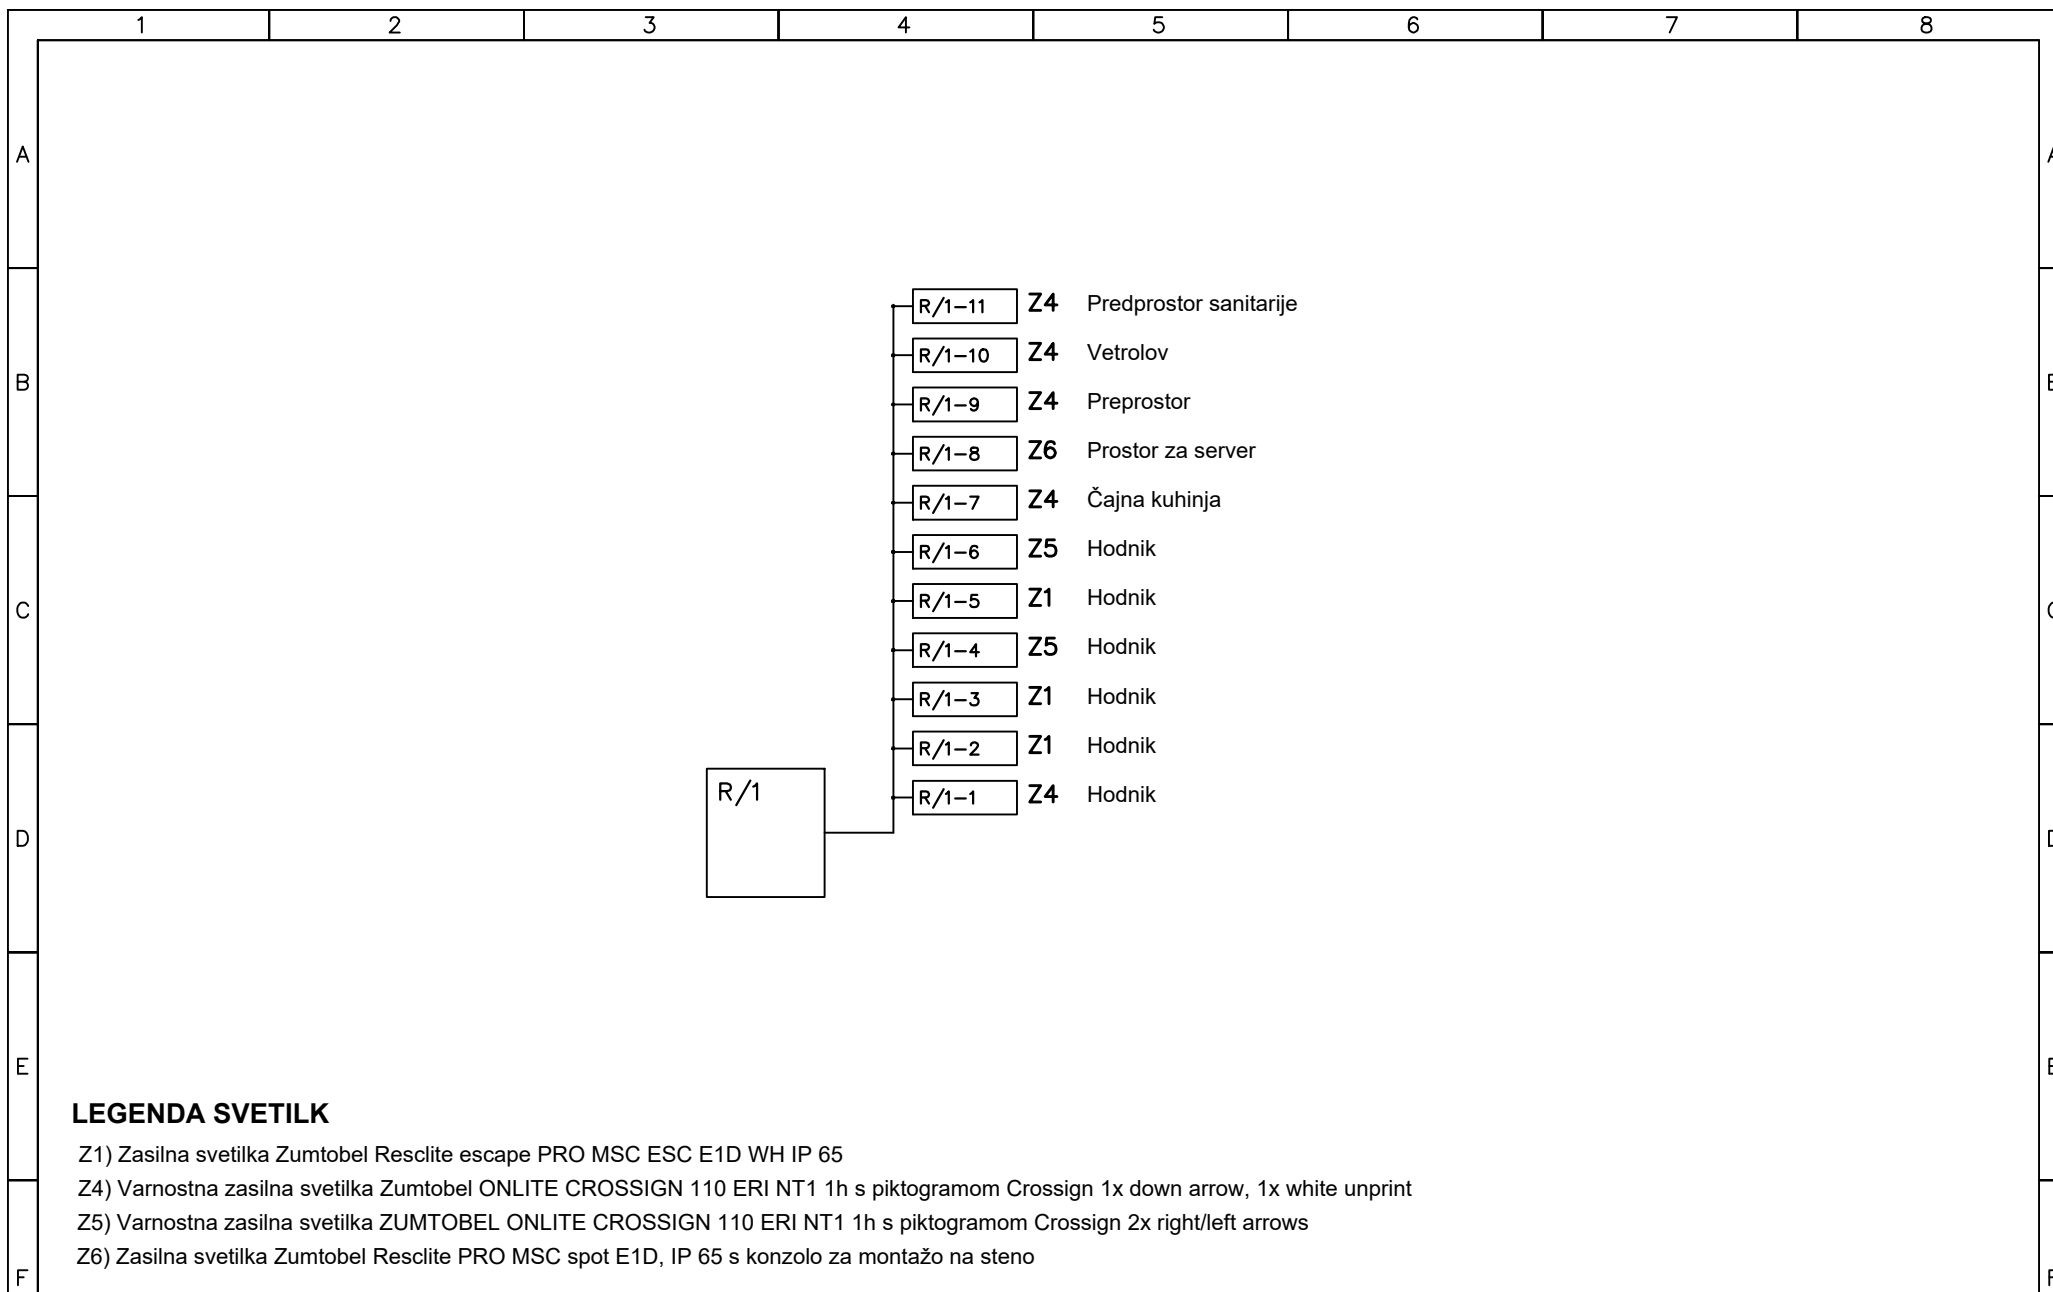 1 2 3 4 5 6 7 8
A
R/1-11 Z4 Predprostor sanitarije
R/1-10 Z4 Vetrolov
B
R/1-9 Z4 Preprostor
R/1-8 Z6 Prostor za server
R/1-7 Z4 Čajna kuhinja
R/1-6 Z5 Hodnik
R/1-5 Z1 Hodnik
C
R/1-4 Z5 Hodnik
R/1-3 Z1 Hodnik
R/1-2 Z1 Hodnik
R/1
R/1-1 Z4 Hodnik
D
E
LEGENDA SVETILK
Z1) Zasilna svetilka Zumtobel Resclite escape PRO MSC ESC E1D WH IP 65
Z4) Varnostna zasilna svetilka Zumtobel ONLITE CROSSIGN 110 ERI NT1 1h s piktogramom Crossign 1x down arrow, 1x white unprint
Z5) Varnostna zasilna svetilka ZUMTOBEL ONLITE CROSSIGN 110 ERI NT1 1h s piktogramom Crossign 2x right/left arrows
Z6) Zasilna svetilka Zumtobel Resclite PRO MSC spot E1D, IP 65 s konzolo za montažo na steno
F